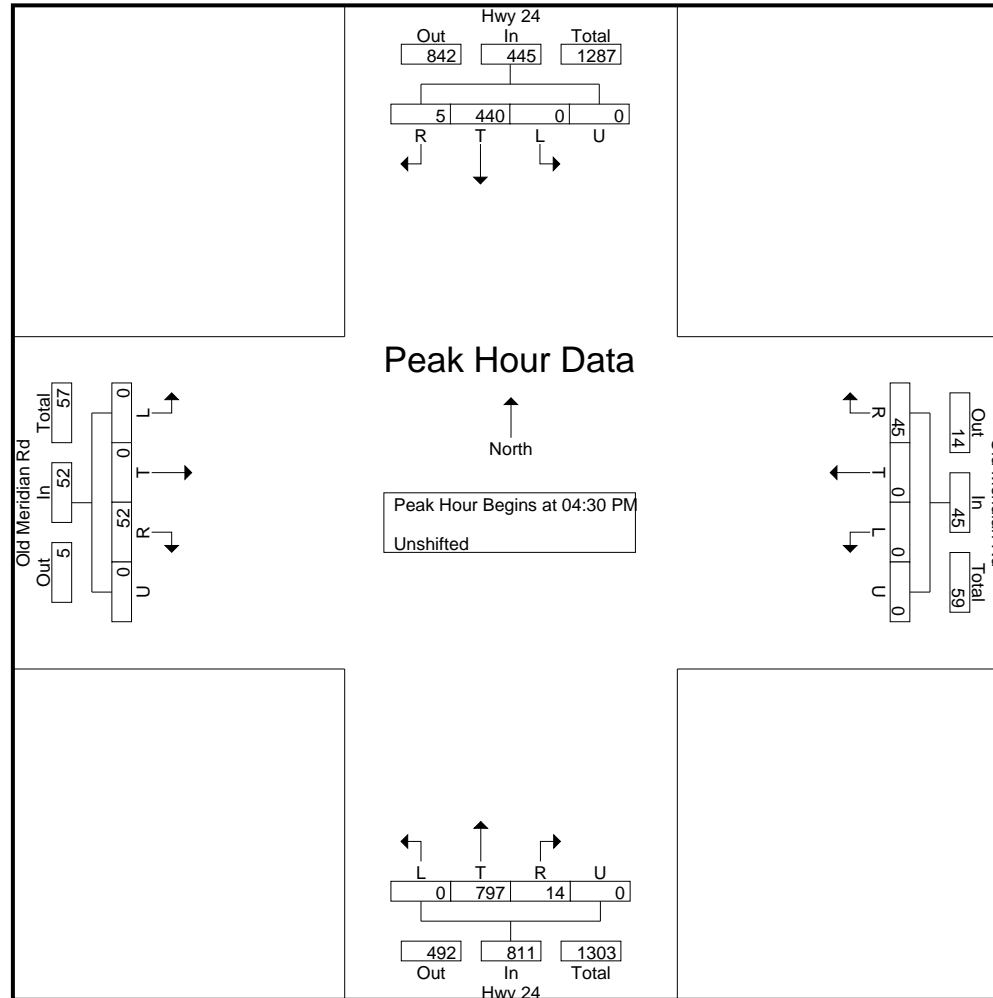 Hwy 24
Out In Total
842 445 1287
5 440 0 0
R T L U
Peak Hour Data
North
Peak Hour Begins at 04:30 PM
Unshifted
Old Meridian Rd
Out In Total
5 52 57
0 0 52 0
L T R U
R T L U
45 0 0 0
Out In Total
14 45 59
L T R U
0 797 14 0
492 811 1303
Out In Total
Hwy 24